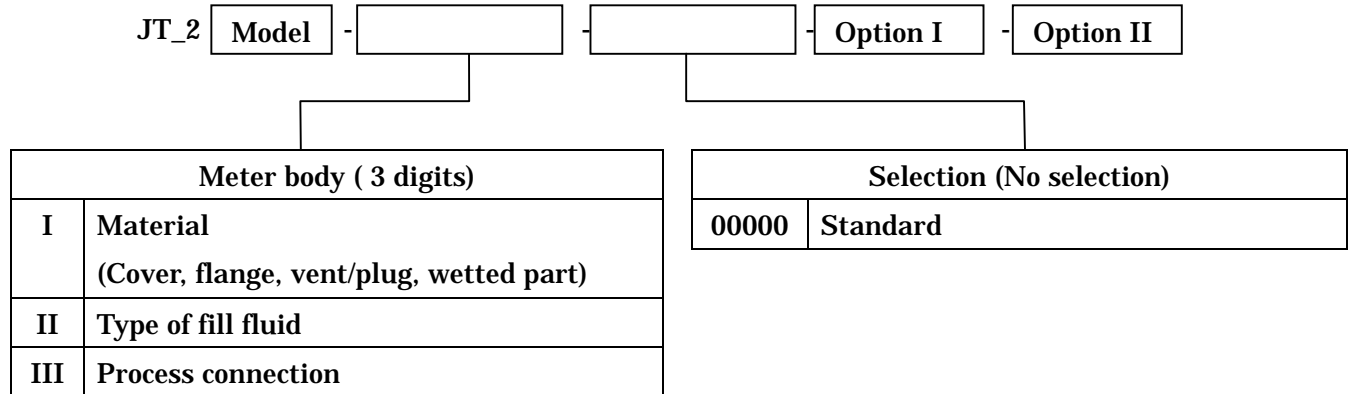 JT_2 Model - - - Option I - Option II
Meter body ( 3 digits)
I Material
(Cover, flange, vent/plug, wetted part)
II Type of fill fluid
III Process connection
Selection (No selection)
00000 Standard